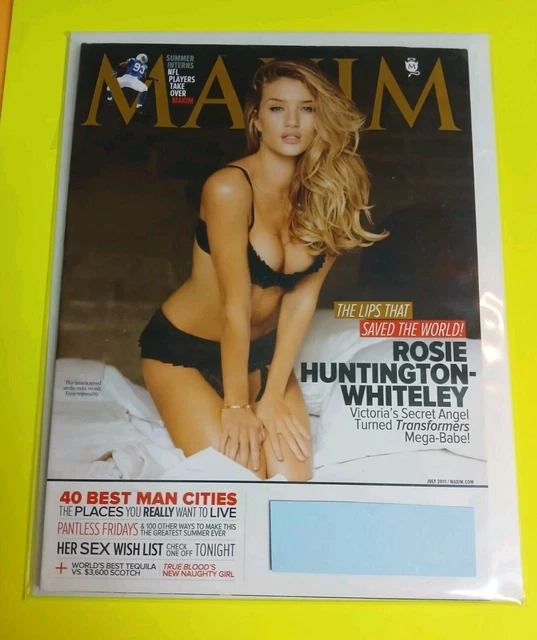 MAXIM
SUMMER
INTERNS
NFL
PLAYERS
TAKE
OVER
MAXIM
93
M
THE LIPS THAT
SAVED THE WORLD!
ROSIE
HUNTINGTON-
WHITELEY
Victoria's Secret Angel
Turned Transformers
Mega-Babe!
JULY 2011 / MAXIM.COM
40 BEST MAN CITIES
THE PLACES YOU REALLY WANT TO LIVE
PANTLESS FRIDAYS & 100 OTHER WAYS TO MAKE THIS
THE GREATEST SUMMER EVER
HER SEX WISH LIST CHECK
ONE OFF TONIGHT
+ WORLD'S BEST TEQUILA
VS. $3,600 SCOTCH
TRUE BLOOD'S
NEW NAUGHTY GIRL